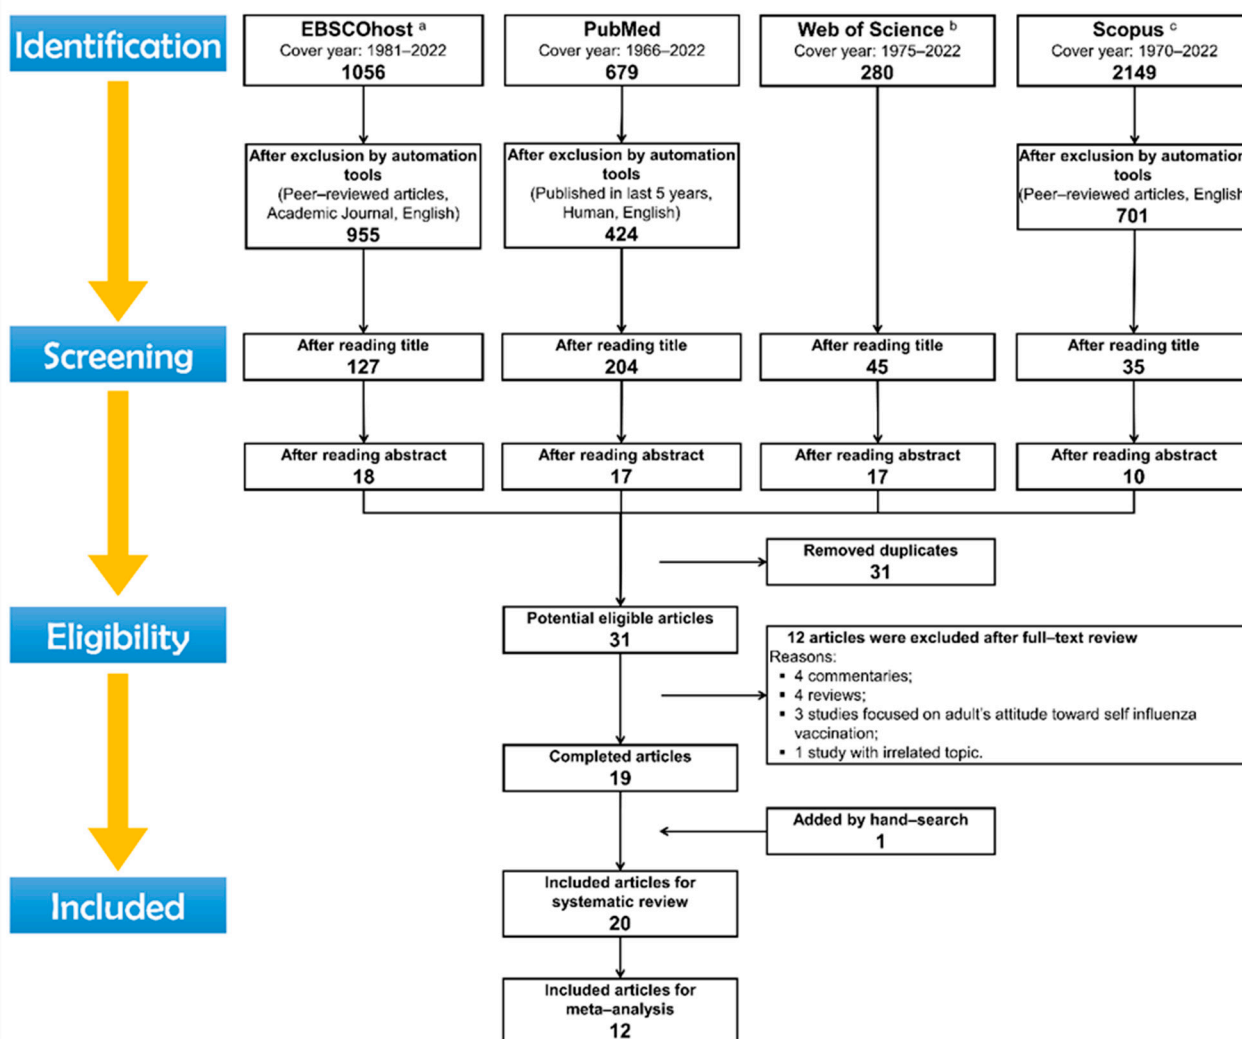 Identification
EBSCOhost a
Cover year: 1981–2022
1056
PubMed
Cover year: 1966–2022
679
Web of Science b
Cover year: 1975–2022
280
Scopus c
Cover year: 1970–2022
2149
After exclusion by automation
tools
(Peer–reviewed articles,
Academic Journal, English)
955
After exclusion by automation
tools
(Published in last 5 years,
Human, English)
424
After exclusion by automation
tools
(Peer–reviewed articles, English
701
Screening
After reading title
127
After reading title
204
After reading title
45
After reading title
35
After reading abstract
18
After reading abstract
17
After reading abstract
17
After reading abstract
10
Removed duplicates
31
Eligibility
Potential eligible articles
31
12 articles were excluded after full–text review
Reasons:
▪ 4 commentaries;
▪ 4 reviews;
▪ 3 studies focused on adult's attitude toward self influenza
vaccination;
▪ 1 study with irrelated topic.
Completed articles
19
Added by hand–search
1
Included
Included articles for
systematic review
20
Included articles for
meta–analysis
12